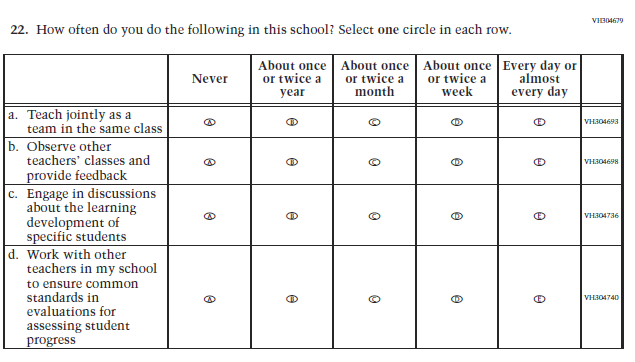 VH304679
22. How often do you do the following in this school? Select one circle in each row.
Never
About once or twice a year
About once or twice a month
About once or twice a week
Every day or almost every day
a. Teach jointly as a
team in the same class
A B C D E VH304693
b. Observe other
teachers' classes and
provide feedback
A B C D E VH304698
c. Engage in discussions
about the learning
development of
specific students
A B C D E VH304736
d. Work with other
teachers in my school
to ensure common
standards in
evaluations for
assessing student
progress
A B C D E VH304740